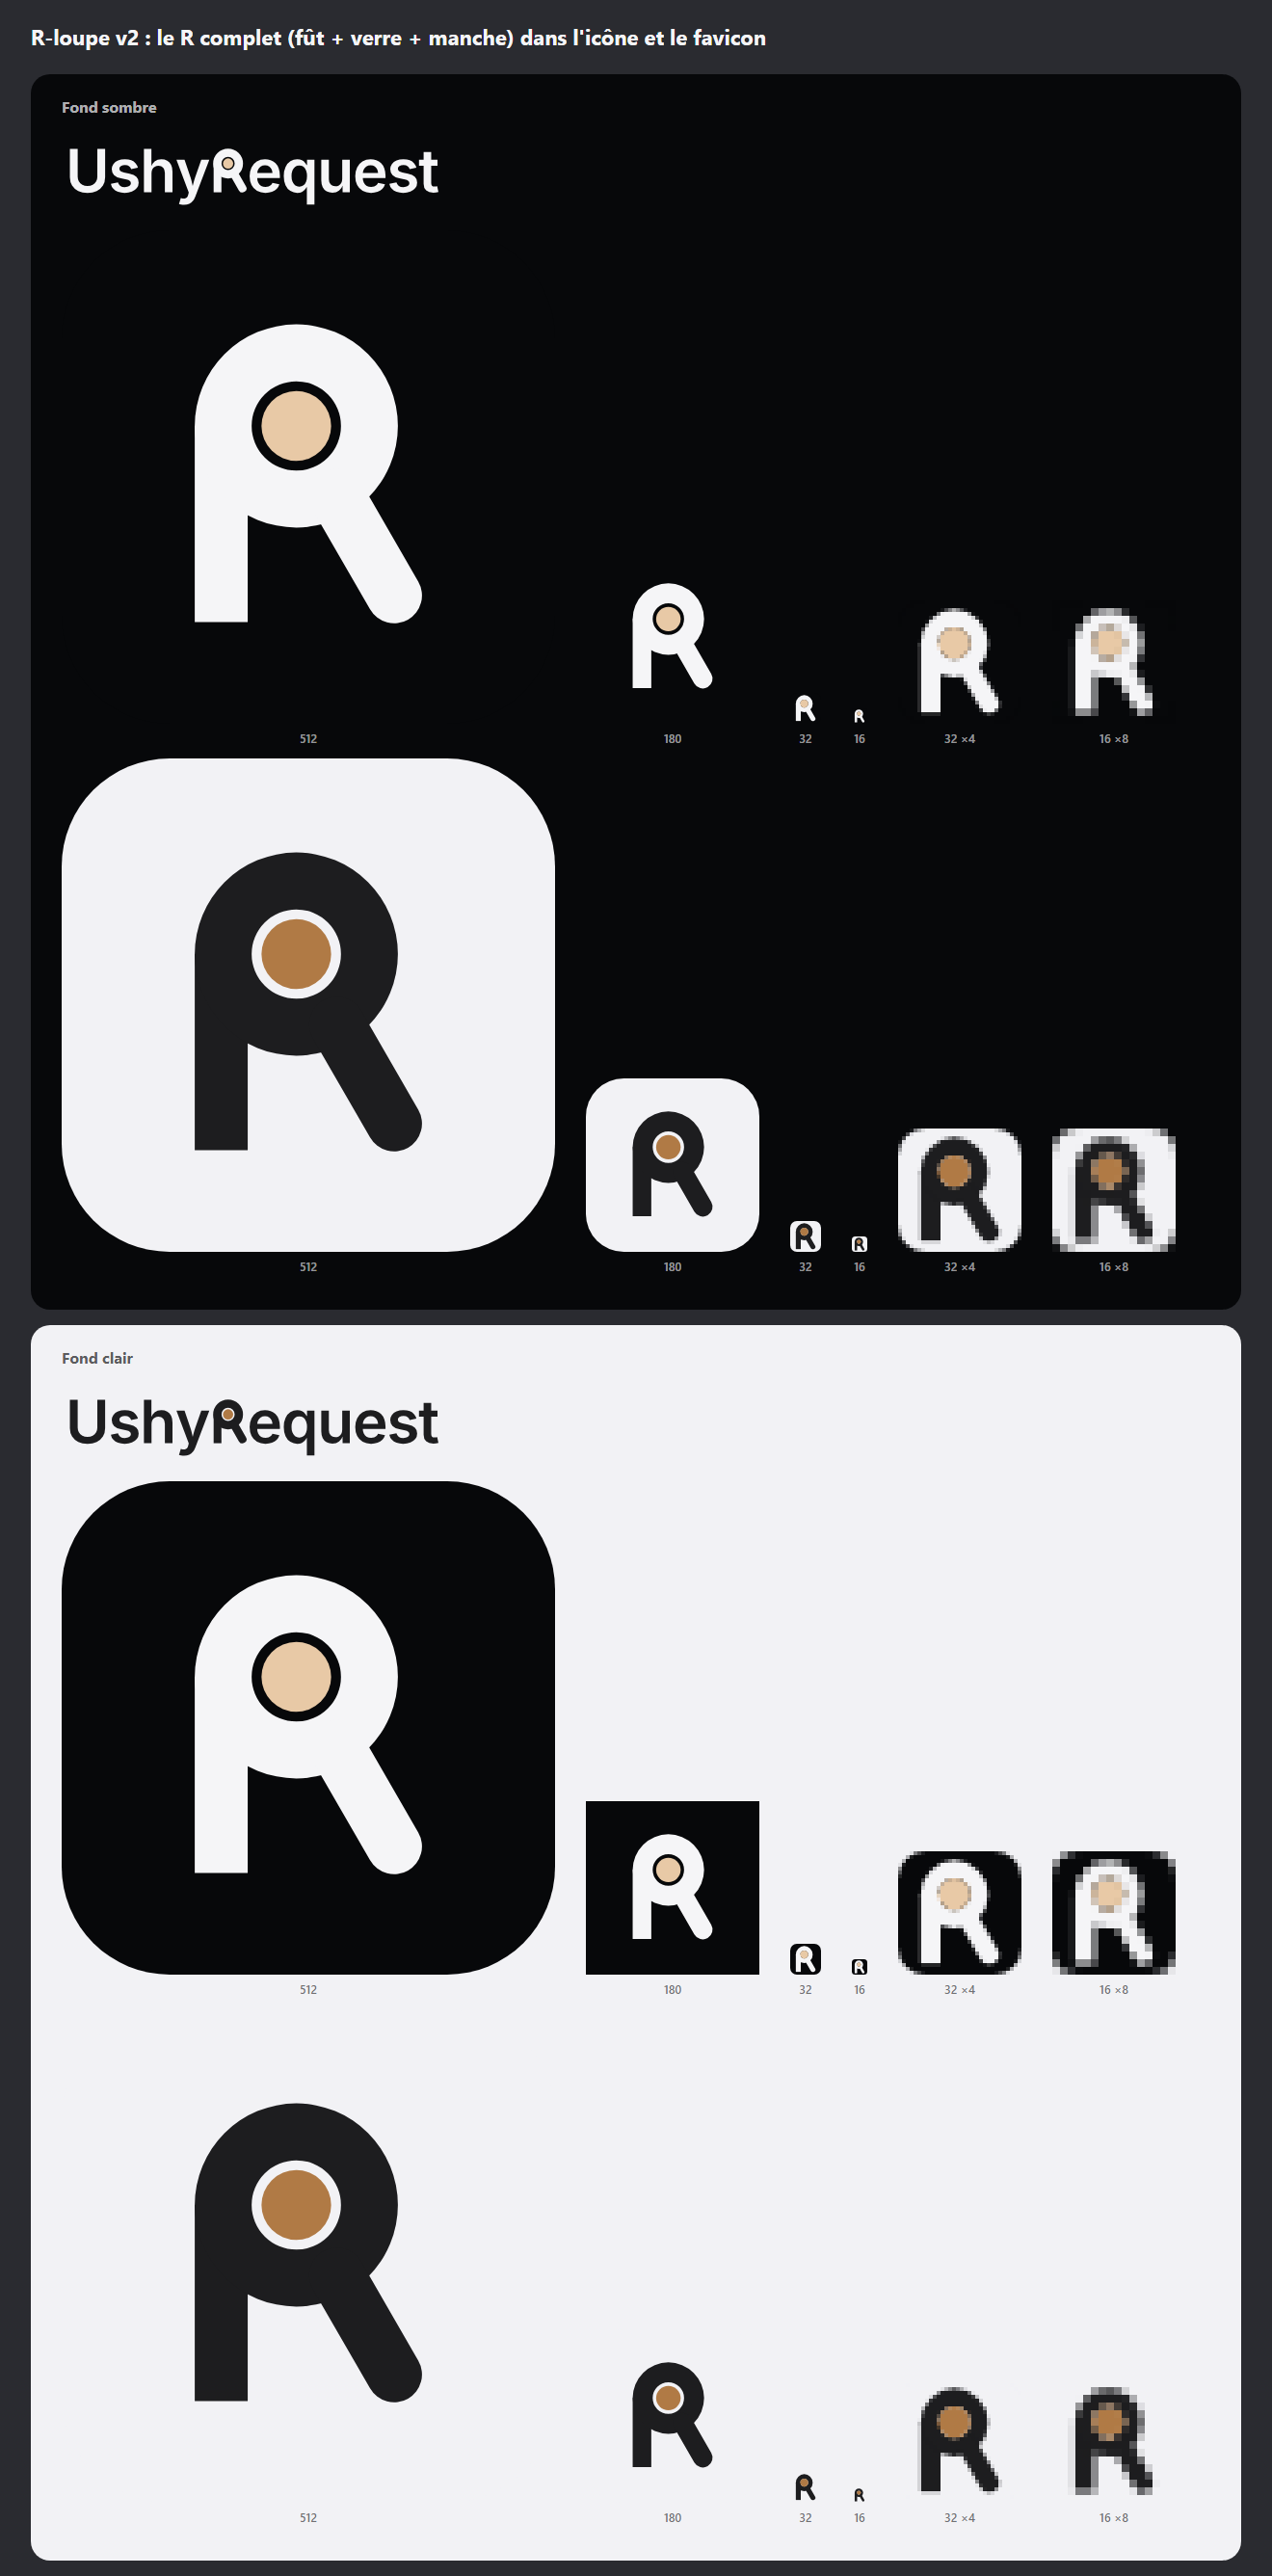 R-loupe v2 : le R complet (fût + verre + manche) dans l'icône et le favicon
Fond sombre
UshyRequest
R
R
R
R
R
R
512
180
32
16
32 ×4
16 ×8
R
R
R
R
R
R
512
180
32
16
32 ×4
16 ×8
Fond clair
UshyRequest
R
R
R
R
R
R
512
180
32
16
32 ×4
16 ×8
R
R
R
R
R
R
512
180
32
16
32 ×4
16 ×8